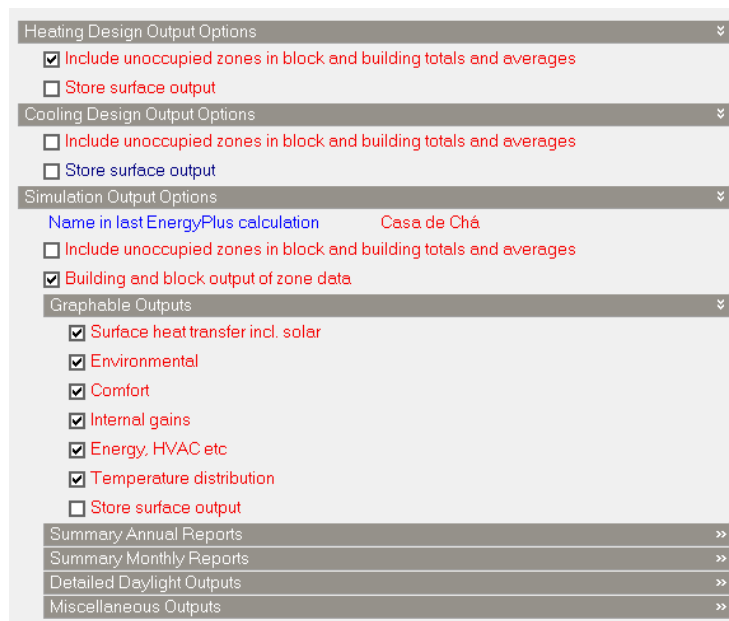 Heating Design Output Options
Include unoccupied zones in block and building totals and averages
Store surface output
Cooling Design Output Options
Include unoccupied zones in block and building totals and averages
Store surface output
Simulation Output Options
Name in last EnergyPlus calculation Casa de Chá
Include unoccupied zones in block and building totals and averages
Building and block output of zone data
Graphable Outputs
Surface heat transfer incl. solar
Environmental
Comfort
Internal gains
Energy, HVAC etc
Temperature distribution
Store surface output
Summary Annual Reports
Summary Monthly Reports
Detailed Daylight Outputs
Miscellaneous Outputs